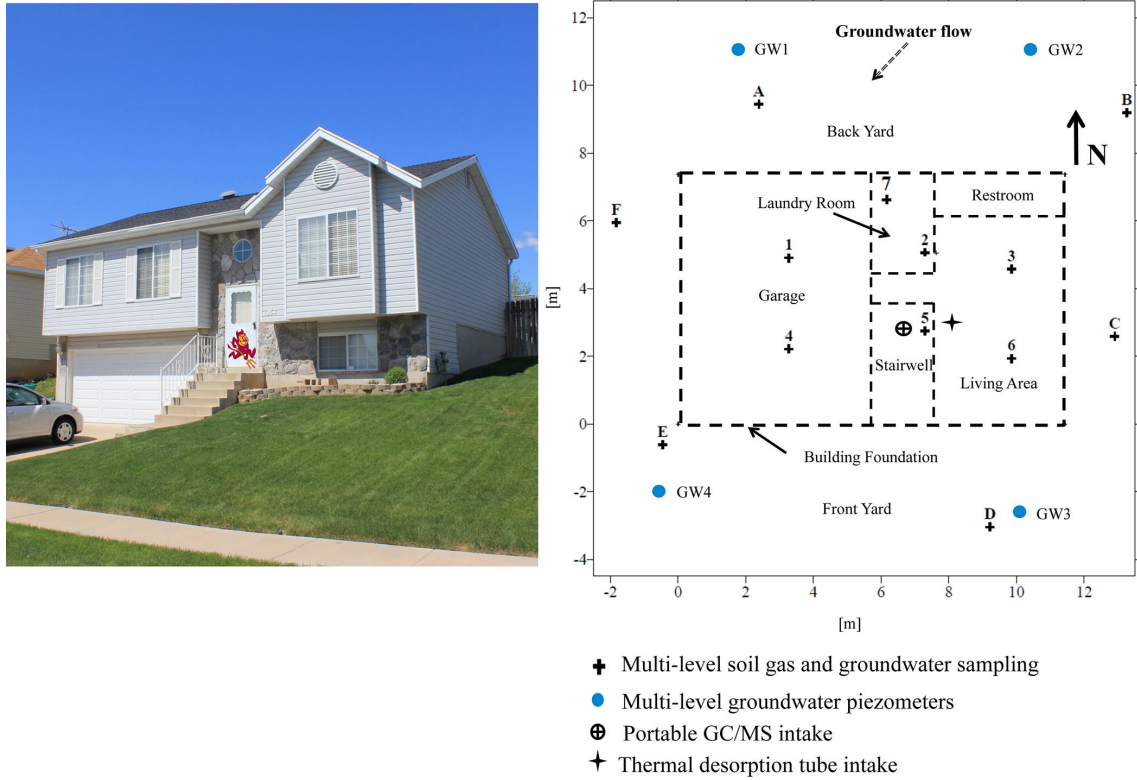 12
10
8
6
4
2
0
-2
-4
[m]
Groundwater flow
GW1
GW2
A
B
Back Yard
N
7
Restroom
Laundry Room
F
2
1
3
Garage
5
C
4
6
Stairwell
Living Area
E
Building Foundation
GW4
Front Yard
D
GW3
-2 0 2 4 6 8 10 12
[m]
Multi-level soil gas and groundwater sampling
Multi-level groundwater piezometers
Portable GC/MS intake
Thermal desorption tube intake